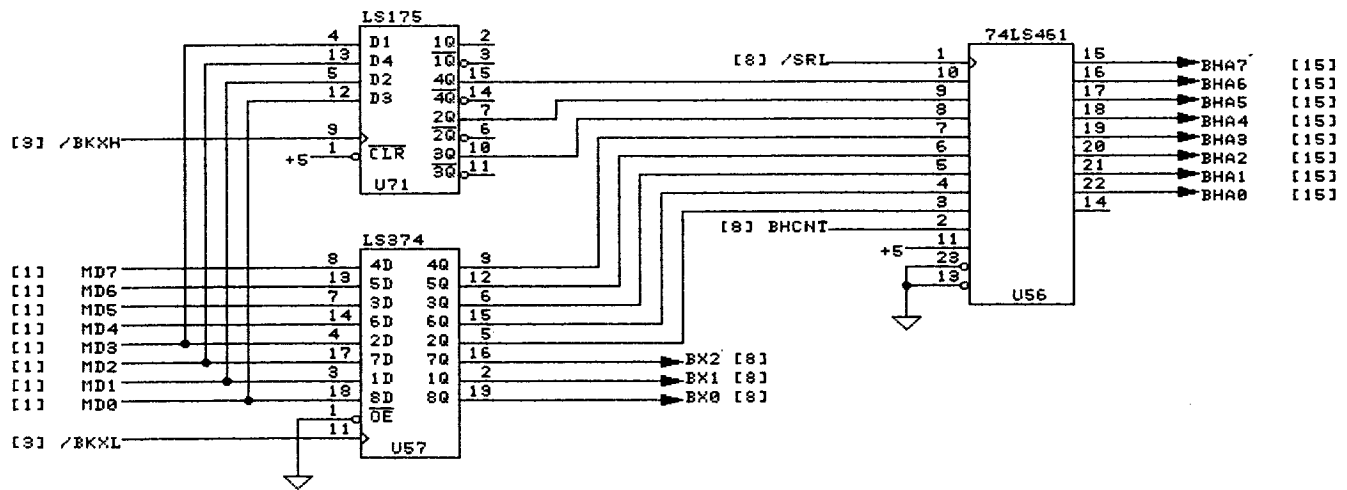 LS175
4 D1 1Q 2
13 D4 1Q 3
5 D2 4Q 15
12 D3 4Q 14
2Q 7
[3] /BKXH 9 2Q 6
+5 1 CLR 3Q 10
3Q 11
U71
74LS461
[8] /SRL 1 15 BHA7 [15]
10 16 BHA6 [15]
9 17 BHA5 [15]
8 18 BHA4 [15]
7 19 BHA3 [15]
6 20 BHA2 [15]
5 21 BHA1 [15]
4 22 BHA0 [15]
3 14
[8] BHCNT 2
+5 11
23
13
U56
LS374
[1] MD7 8 4D 4Q 9
[1] MD6 13 5D 5Q 12
[1] MD5 7 3D 3Q 6
[1] MD4 14 6D 6Q 15
[1] MD3 4 2D 2Q 5
[1] MD2 17 7D 7Q 16 BX2 [8]
[1] MD1 3 1D 1Q 2 BX1 [8]
[1] MD0 18 8D 8Q 19 BX0 [8]
1 OE
[3] /BKXL 11
U57